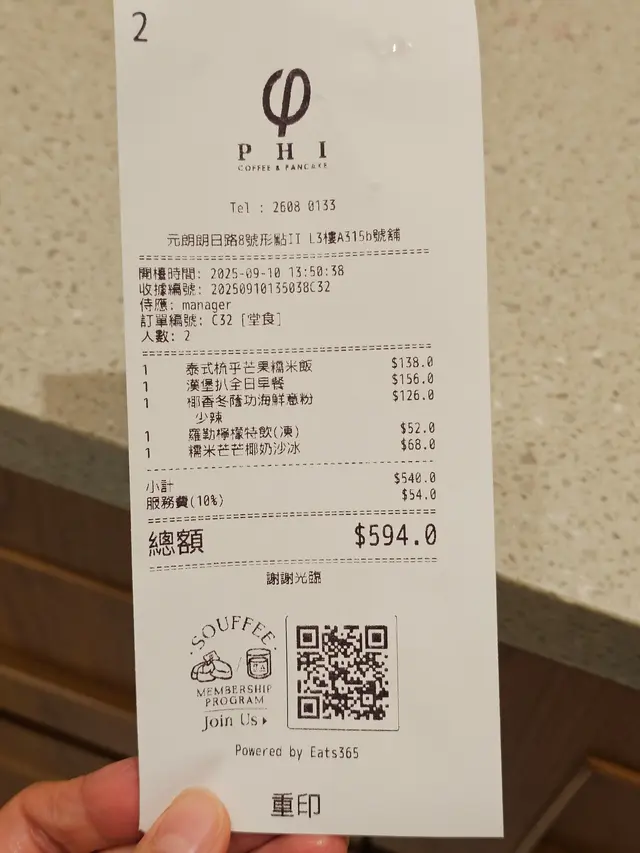 2
φ
PHI
COFFEE & PANCAKE
Tel : 2608 0133
元朗朗日路8號形點II L3樓A315b號舖
開檯時間: 2025-09-10 13:50:38
收據編號: 20250910135038C32
侍應: manager
訂單編號: C32 [堂食]
人數: 2
1 泰式梳乎芒果糯米飯 $138.0
1 漢堡扒全日早餐 $156.0
1 椰香冬蔭功海鮮意粉 $126.0
少辣
1 羅勒檸檬特飲(凍) $52.0
1 糯米芒芒椰奶沙冰 $68.0
小計 $540.0
服務費(10%) $54.0
總額 $594.0
謝謝光臨
SOUFFEE
MEMBERSHIP
PROGRAM
Join Us
Powered by Eats365
重印